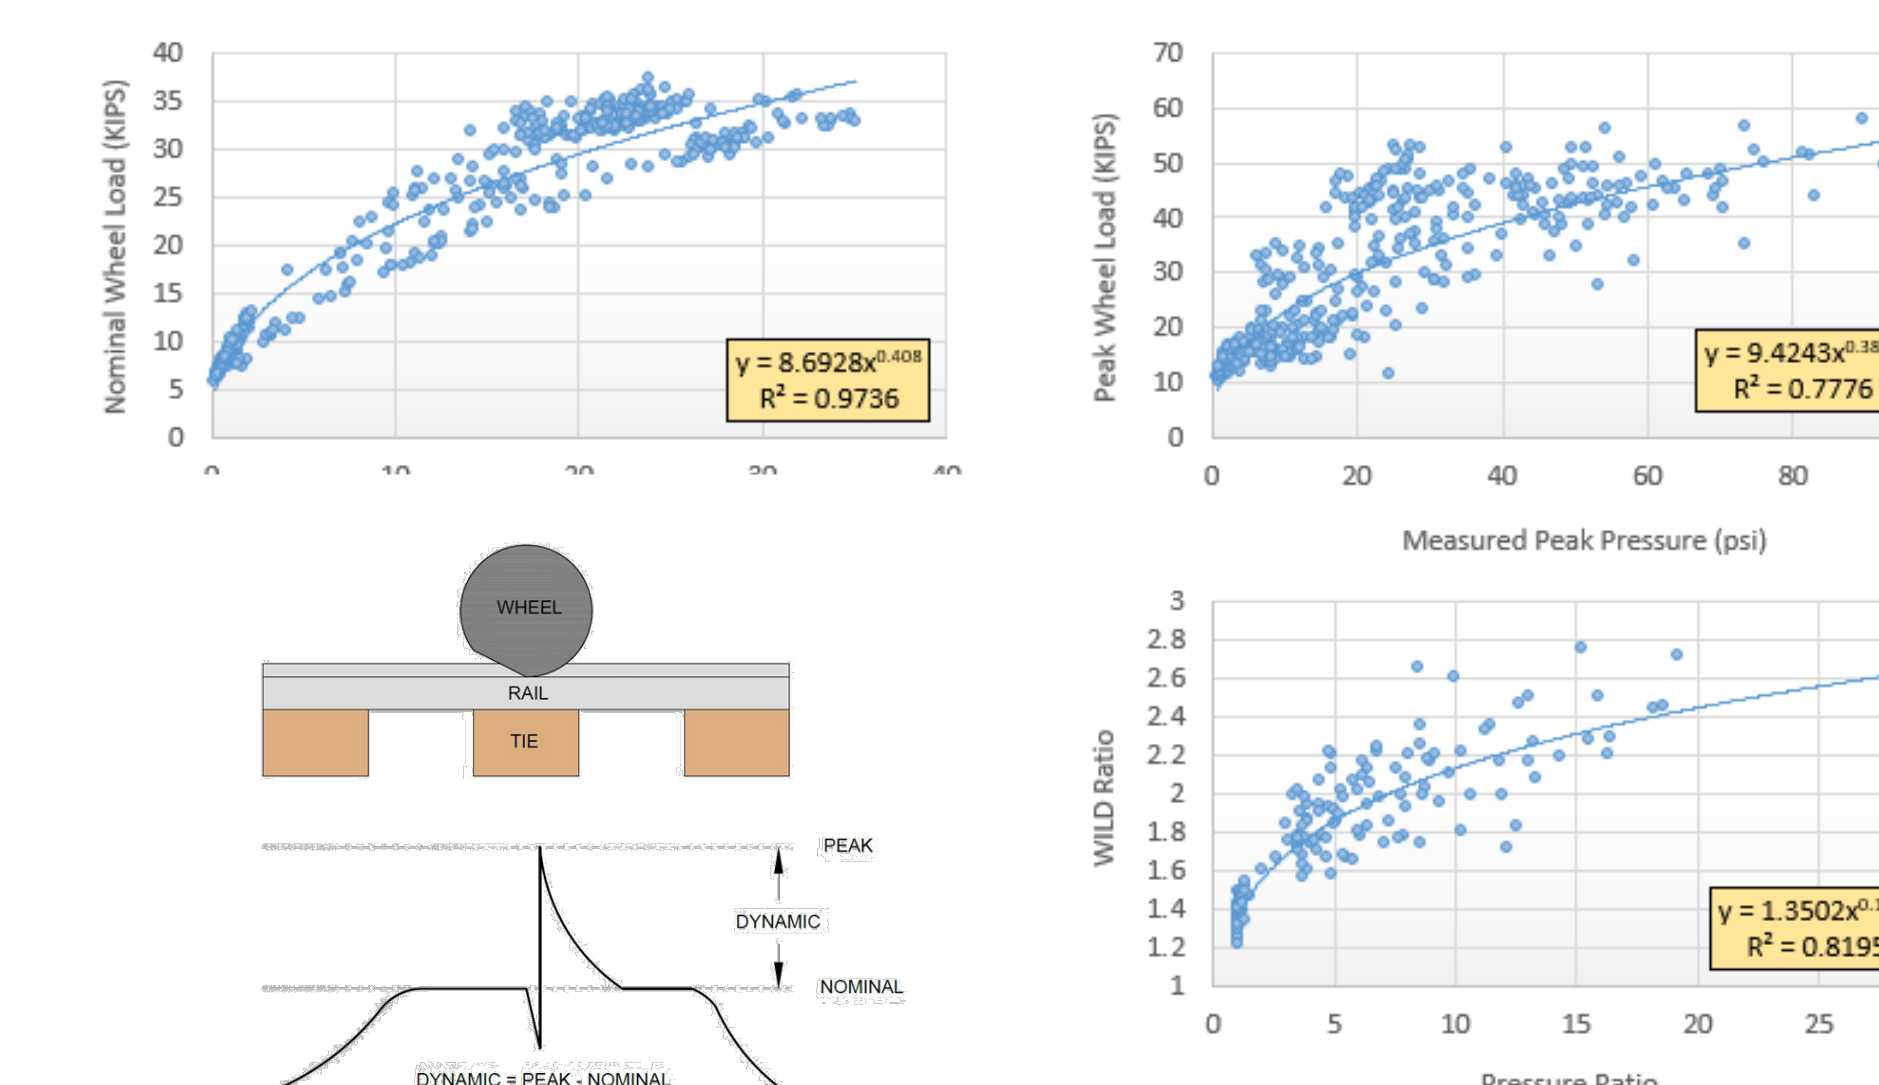 Nominal Wheel Load (KIPS)
40
35
30
25
20
15
10
5
0
0 10 20 30 40
y = 8.6928x^0.408
R² = 0.9736
Peak Wheel Load (KIPS)
70
60
50
40
30
20
10
0
0 20 40 60 80
y = 9.4243x^0.38
R² = 0.7776
Measured Peak Pressure (psi)
WHEEL
RAIL
TIE
PEAK
DYNAMIC
NOMINAL
DYNAMIC = PEAK - NOMINAL
WILD Ratio
3
2.8
2.6
2.4
2.2
2
1.8
1.6
1.4
1.2
1
0 5 10 15 20 25
y = 1.3502x^0.1
R² = 0.8195
Pressure Ratio